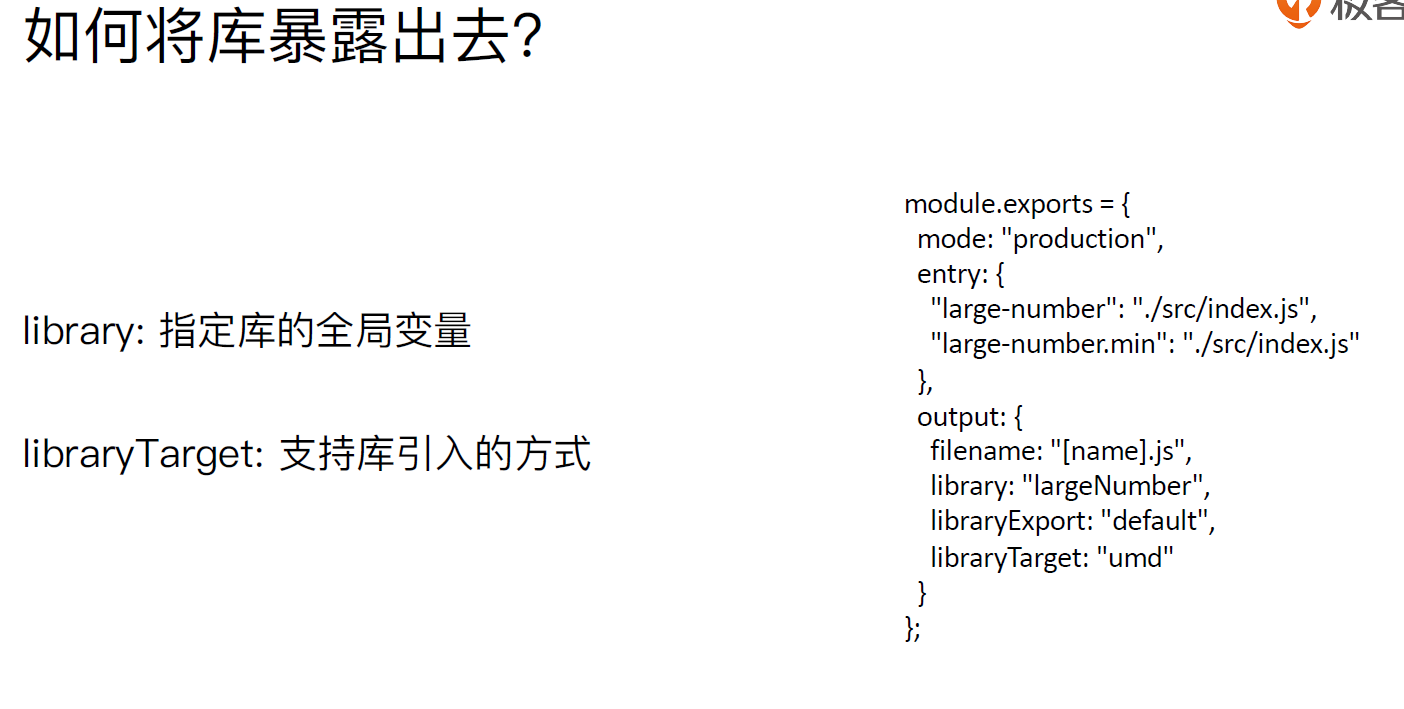 如何将库暴露出去?
library: 指定库的全局变量
libraryTarget: 支持库引入的方式
module.exports = {
mode: "production",
entry: {
"large-number": "./src/index.js",
"large-number.min": "./src/index.js"
},
output: {
filename: "[name].js",
library: "largeNumber",
libraryExport: "default",
libraryTarget: "umd"
}
};